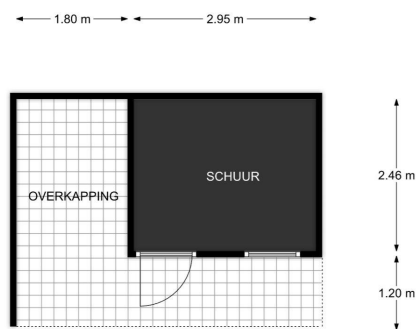 1.80 m
2.95 m
SCHUUR
2.46 m
OVERKAPPING
1.20 m